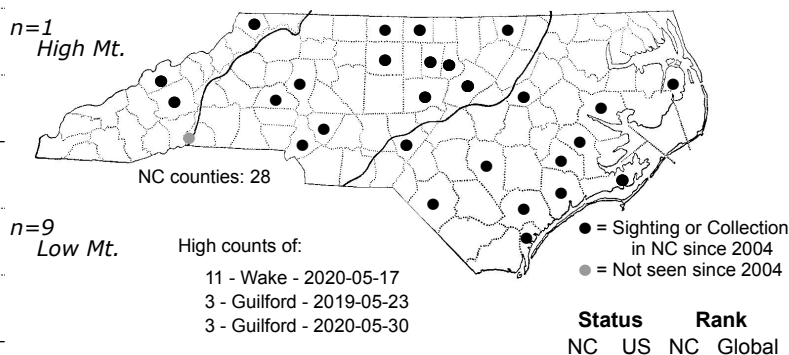 n=1
High Mt.
NC counties: 28
n=9
Low Mt.
High counts of:
11 - Wake - 2020-05-17
3 - Guilford - 2019-05-23
3 - Guilford - 2020-05-30
● = Sighting or Collection
in NC since 2004
● = Not seen since 2004
Status Rank
NC US NC Global